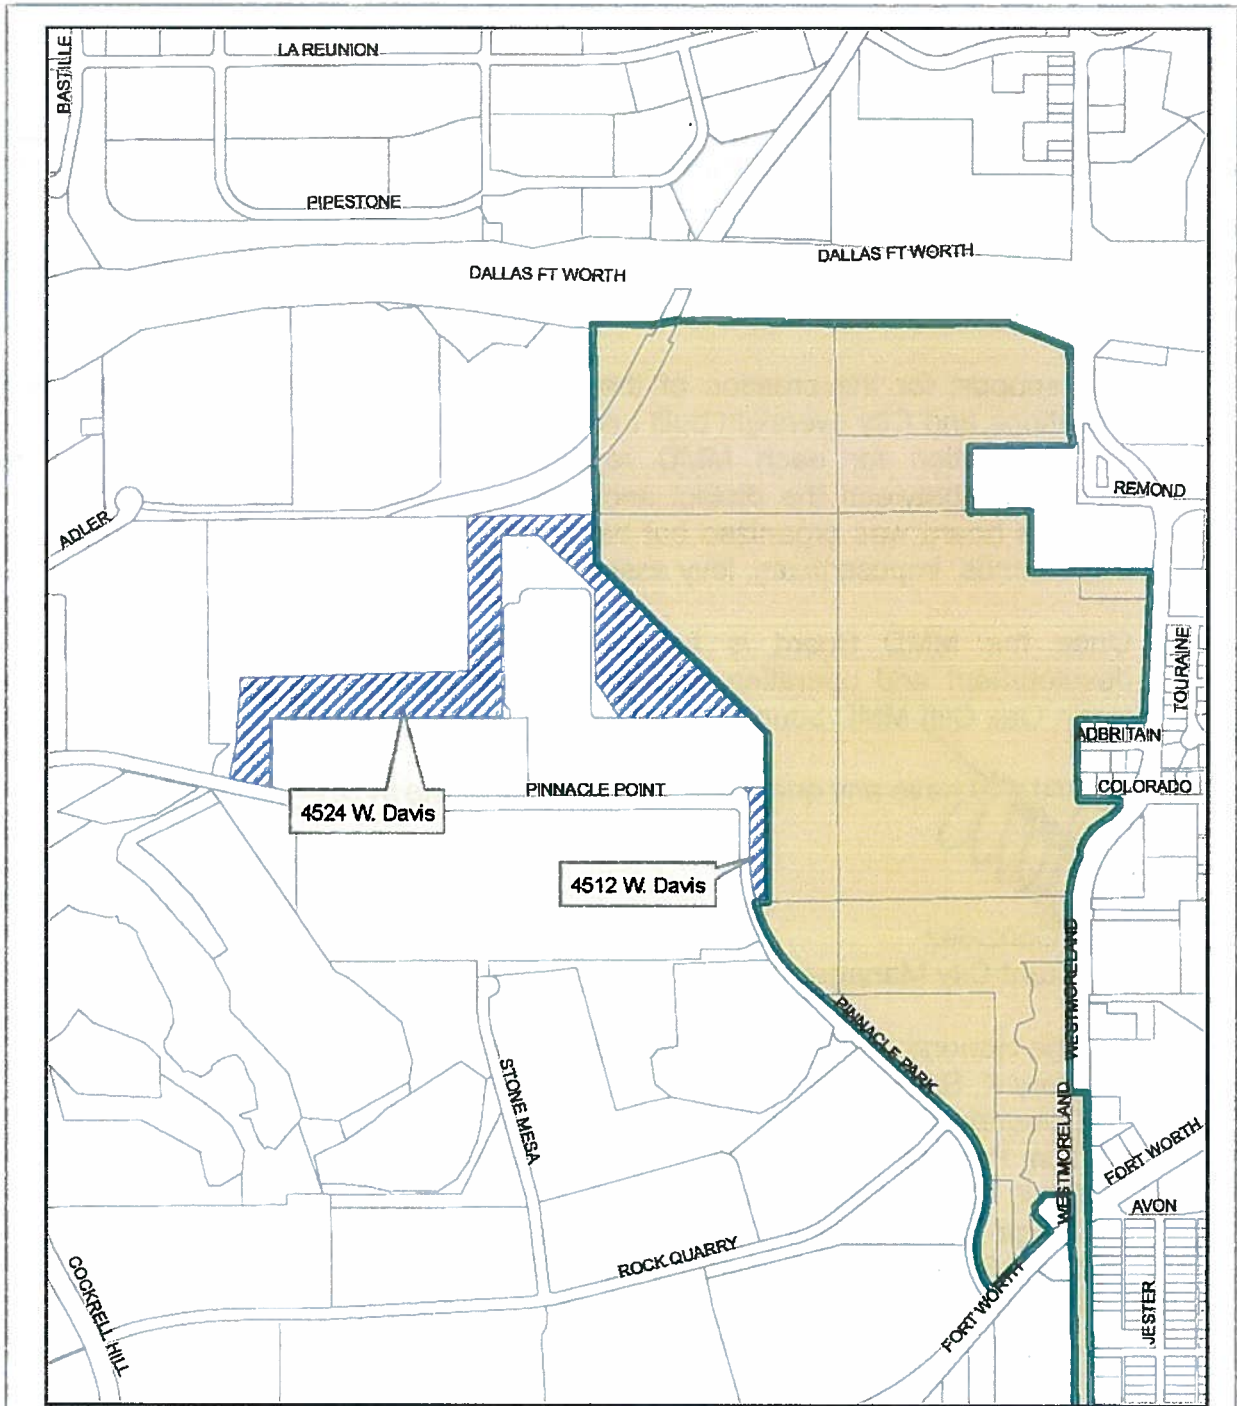 BASTILLE
LA REUNION
PIPESTONE
DALLAS FT WORTH
DALLAS FT WORTH
REMOND
ADLER
TOURAINE
ADBRITAIN
COLORADO
PINNACLE POINT
4524 W. Davis
4512 W. Davis
WESTMORELAND
PINNACLE PARK
STONE MESA
WESTMORELAND
FORT WORTH
AVON
ROCK QUARRY
COCKRELL HILL
FORT WORTH
JESTER